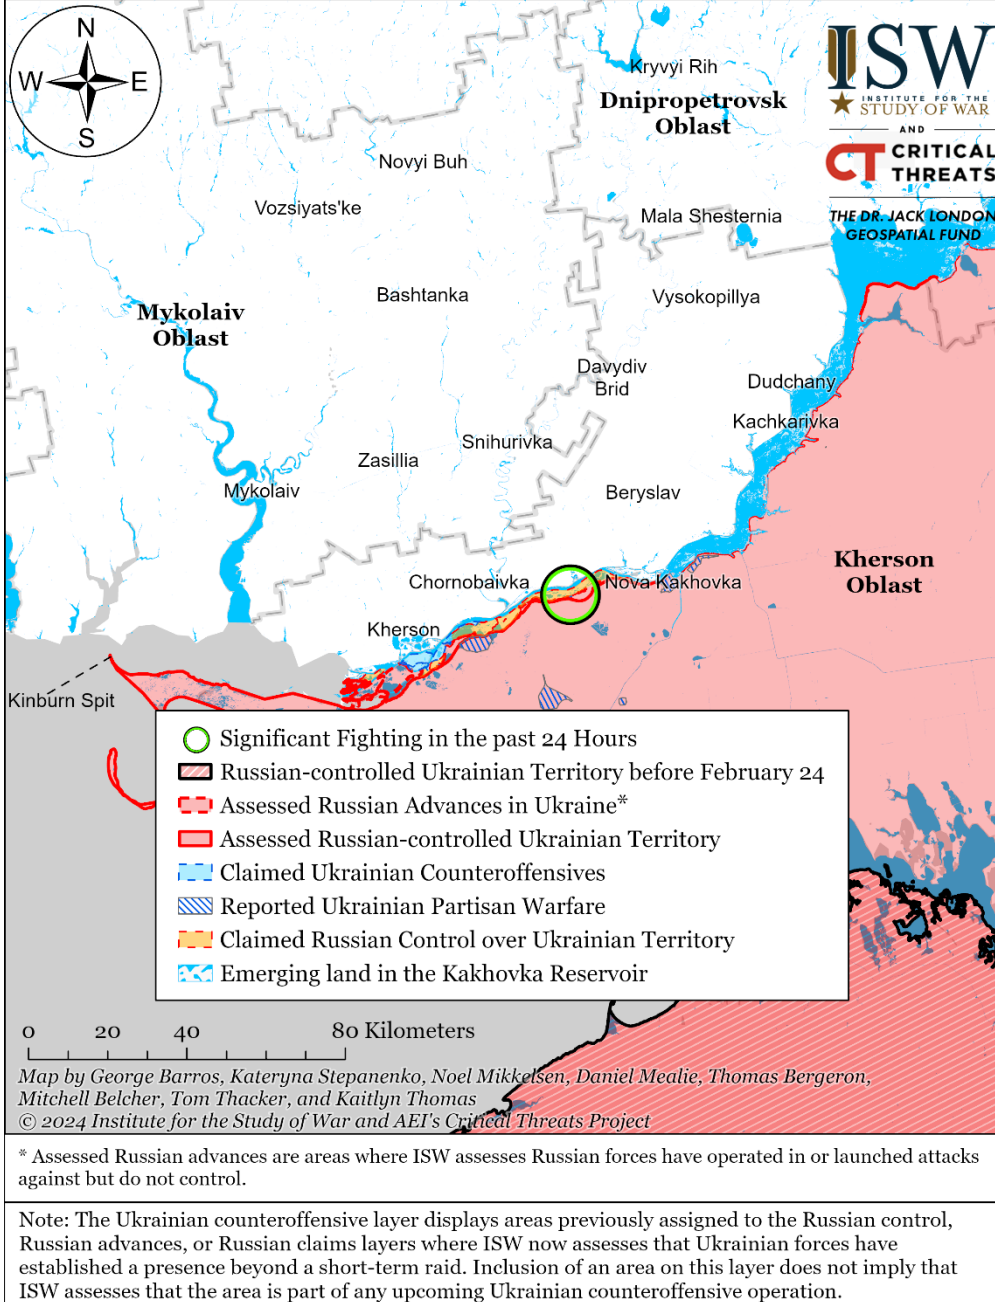 N
W
E
S
ISW
INSTITUTE FOR THE
STUDY OF WAR
AND
CT CRITICAL
THREATS
THE DR. JACK LONDON
GEOSPATIAL FUND
Kryvyi Rih
Dnipropetrovsk
Oblast
Novyi Buh
Vozsiyats'ke
Mala Shesternia
Bashtanka
Vysokopillya
Mykolaiv
Oblast
Davydiv
Brid
Dudchany
Kachkarivka
Snihurivka
Zasillia
Mykolaiv
Beryslav
Kherson
Oblast
Chornobaivka
Nova Kakhovka
Kherson
Kinburn Spit
Significant Fighting in the past 24 Hours
Russian-controlled Ukrainian Territory before February 24
Assessed Russian Advances in Ukraine*
Assessed Russian-controlled Ukrainian Territory
Claimed Ukrainian Counteroffensives
Reported Ukrainian Partisan Warfare
Claimed Russian Control over Ukrainian Territory
Emerging land in the Kakhovka Reservoir
0 20 40 80 Kilometers
Map by George Barros, Kateryna Stepanenko, Noel Mikkelsen, Daniel Mealie, Thomas Bergeron,
Mitchell Belcher, Tom Thacker, and Kaitlyn Thomas
© 2024 Institute for the Study of War and AEI's Critical Threats Project
* Assessed Russian advances are areas where ISW assesses Russian forces have operated in or launched attacks
against but do not control.
Note: The Ukrainian counteroffensive layer displays areas previously assigned to the Russian control,
Russian advances, or Russian claims layers where ISW now assesses that Ukrainian forces have
established a presence beyond a short-term raid. Inclusion of an area on this layer does not imply that
ISW assesses that the area is part of any upcoming Ukrainian counteroffensive operation.